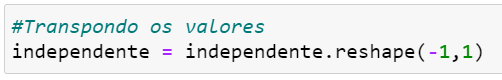 #Transpondo os valores
independente = independente.reshape(-1,1)